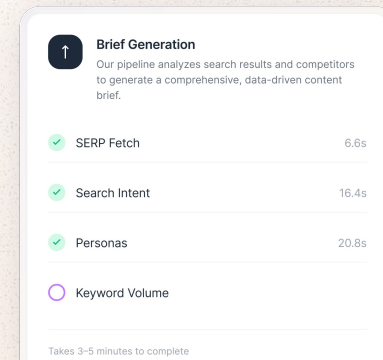 Brief Generation
Our pipeline analyzes search results and competitors
to generate a comprehensive, data-driven content
brief.
SERP Fetch 6.6s
Search Intent 16.4s
Personas 20.8s
Keyword Volume
Takes 3–5 minutes to complete